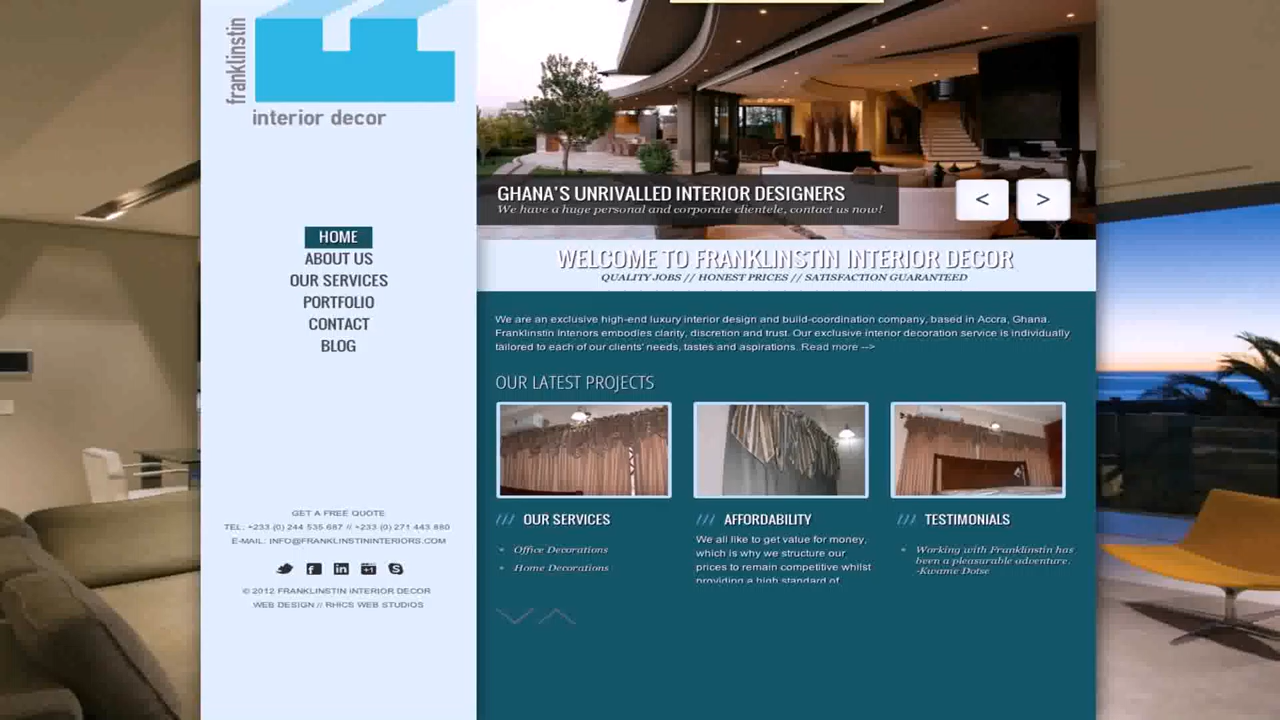 franklinstin
interior decor
HOME
ABOUT US
OUR SERVICES
PORTFOLIO
CONTACT
BLOG
GET A FREE QUOTE
TEL: +233 (0) 244 535 687 // +233 (0) 271 443 880
E-MAIL: INFO@FRANKLINSTININTERIORS.COM
© 2012 FRANKLINSTIN INTERIOR DECOR
WEB DESIGN // RHICS WEB STUDIOS
GHANA'S UNRIVALLED INTERIOR DESIGNERS
We have a huge personal and corporate clientele, contact us now!
< >
WELCOME TO FRANKLINSTIN INTERIOR DECOR
QUALITY JOBS // HONEST PRICES // SATISFACTION GUARANTEED
We are an exclusive high-end luxury interior design and build-coordination company, based in Accra, Ghana.
Franklinstin Interiors embodies clarity, discretion and trust. Our exclusive interior decoration service is individually
tailored to each of our clients' needs, tastes and aspirations. Read more -->
OUR LATEST PROJECTS
/// OUR SERVICES
Office Decorations
Home Decorations
/// AFFORDABILITY
We all like to get value for money,
which is why we structure our
prices to remain competitive whilst
providing a high standard of
/// TESTIMONIALS
Working with Franklinstin has
been a pleasurable adventure.
-Kwame Dotse